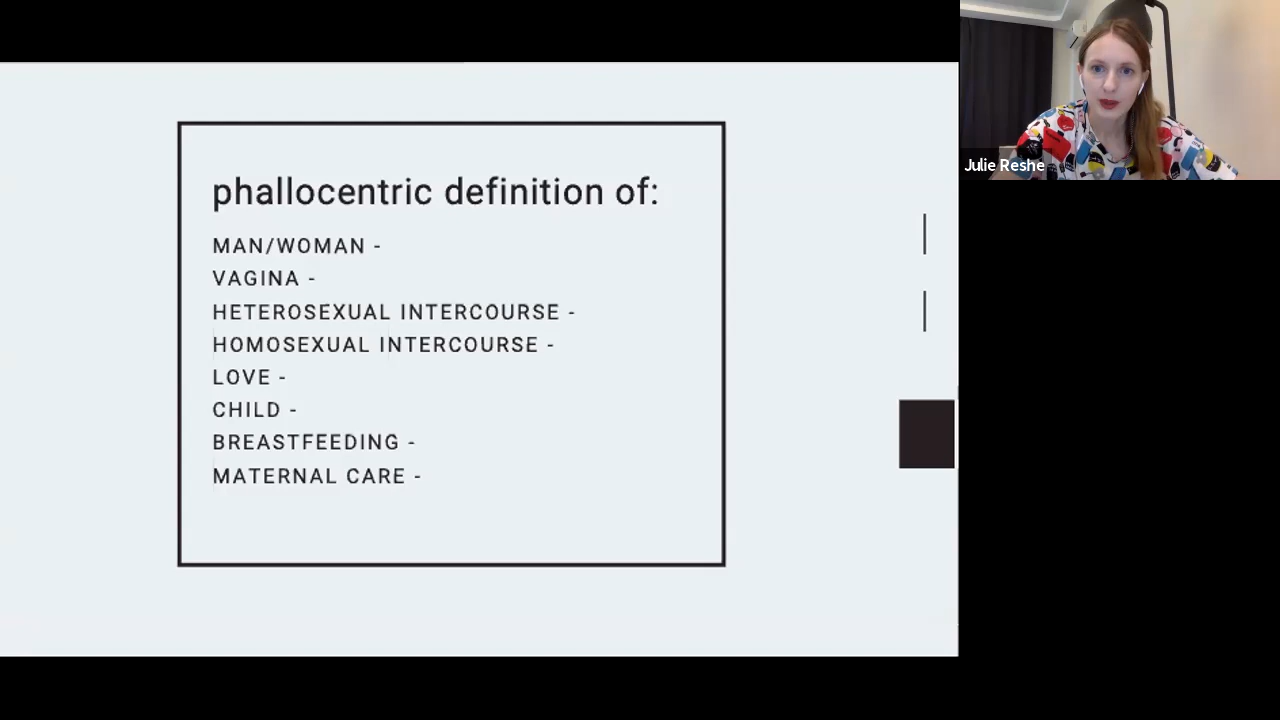 phallocentric definition of:
MAN/WOMAN -
VAGINA -
HETEROSEXUAL INTERCOURSE -
HOMOSEXUAL INTERCOURSE -
LOVE -
CHILD -
BREASTFEEDING -
MATERNAL CARE -
Julie Reshe